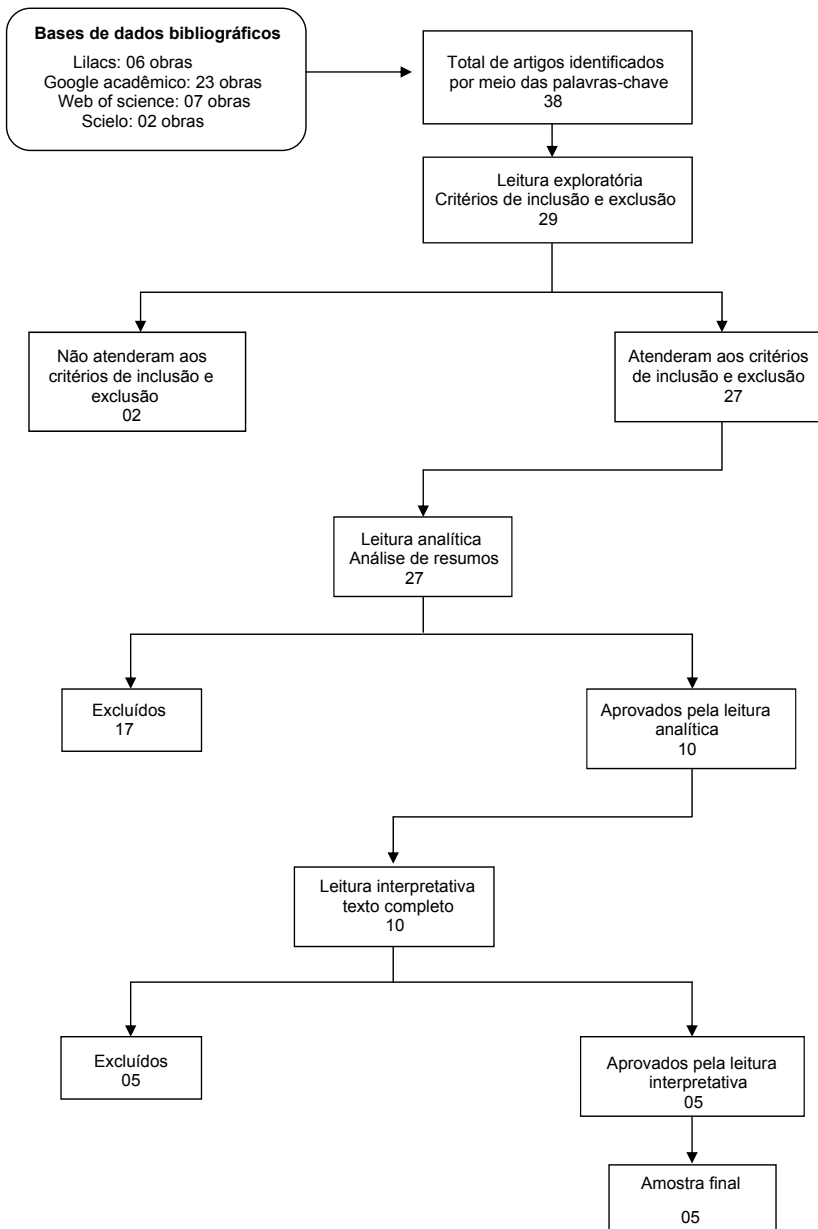 Bases de dados bibliográficos
Lilacs: 06 obras
Google acadêmico: 23 obras
Web of science: 07 obras
Scielo: 02 obras
Total de artigos identificados
por meio das palavras-chave
38
Leitura exploratória
Critérios de inclusão e exclusão
29
Não atenderam aos
critérios de inclusão e
exclusão
02
Atenderam aos critérios
de inclusão e exclusão
27
Leitura analítica
Análise de resumos
27
Excluídos
17
Aprovados pela leitura
analítica
10
Leitura interpretativa
texto completo
10
Excluídos
05
Aprovados pela leitura
interpretativa
05
Amostra final
05